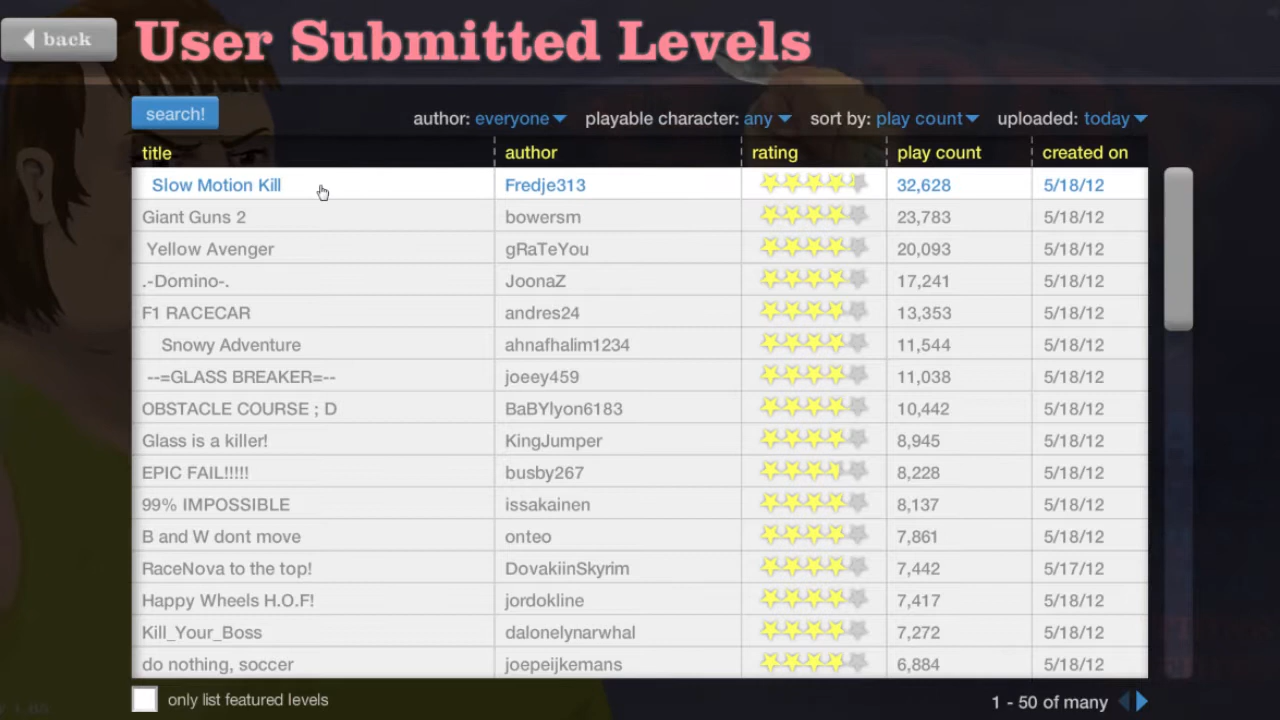 back
User Submitted Levels
search!
author: everyone playable character: any sort by: play count uploaded: today
title author rating play count created on
Slow Motion Kill Fredje313 32,628 5/18/12
Giant Guns 2 bowersm 23,783 5/18/12
Yellow Avenger gRaTeYou 20,093 5/18/12
.-Domino-. JoonaZ 17,241 5/18/12
F1 RACECAR andres24 13,353 5/18/12
Snowy Adventure ahnafhalim1234 11,544 5/18/12
--=GLASS BREAKER=-- joeey459 11,038 5/18/12
OBSTACLE COURSE ; D BaBYlyon6183 10,442 5/18/12
Glass is a killer! KingJumper 8,945 5/18/12
EPIC FAIL!!!!! busby267 8,228 5/18/12
99% IMPOSSIBLE issakainen 8,137 5/18/12
B and W dont move onteo 7,861 5/18/12
RaceNova to the top! DovakiinSkyrim 7,442 5/17/12
Happy Wheels H.O.F! jordokline 7,417 5/18/12
Kill_Your_Boss dalonelynarwhal 7,272 5/18/12
do nothing, soccer joepeijkemans 6,884 5/18/12
only list featured levels 1 - 50 of many